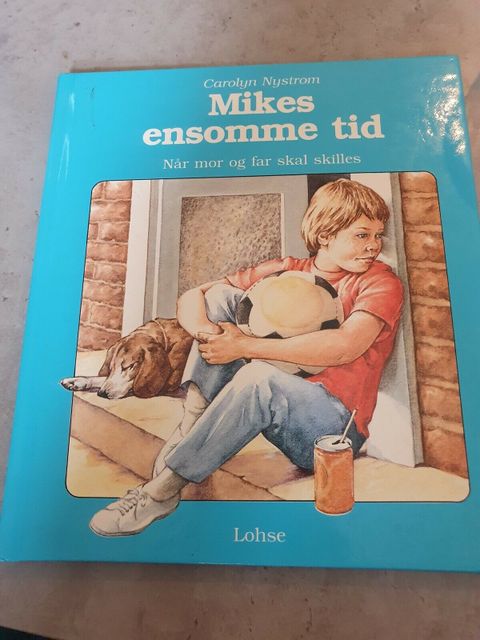 Carolyn Nystrom
Mikes
ensomme tid
Når mor og far skal skilles
Lohse